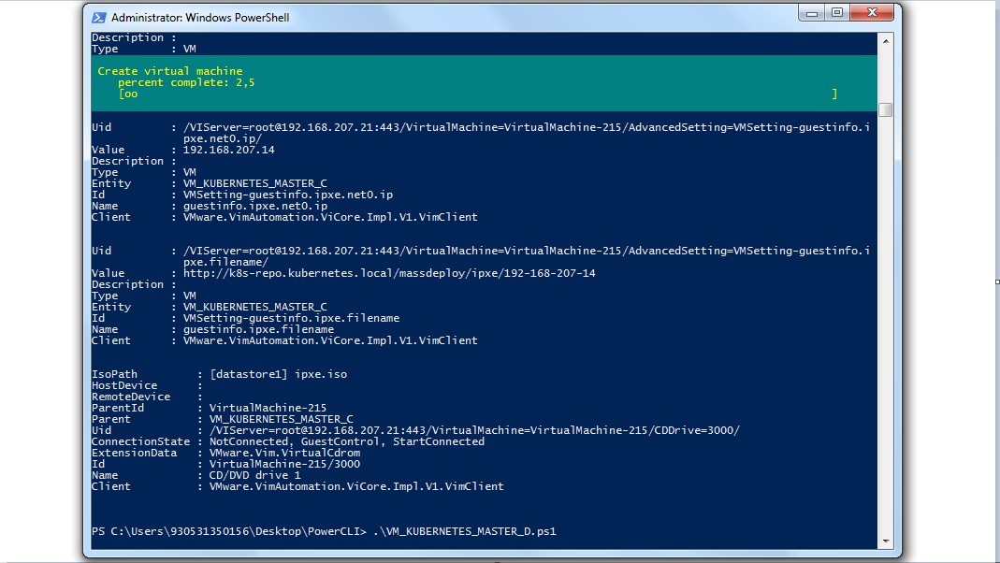 Administrator: Windows PowerShell
Description :
Type : VM
Create virtual machine
percent complete: 2,5
[oo ]
Uid : /VIServer=root@192.168.207.21:443/VirtualMachine=VirtualMachine-215/AdvancedSetting=VMSetting-guestinfo.i
pxe.net0.ip/
Value : 192.168.207.14
Description :
Type : VM
Entity : VM_KUBERNETES_MASTER_C
Id : VMSetting-guestinfo.ipxe.net0.ip
Name : guestinfo.ipxe.net0.ip
Client : VMware.VimAutomation.ViCore.Impl.V1.VimClient
Uid : /VIServer=root@192.168.207.21:443/VirtualMachine=VirtualMachine-215/AdvancedSetting=VMSetting-guestinfo.i
pxe.filename/
Value : http://k8s-repo.kubernetes.local/massdeploy/ipxe/192-168-207-14
Description :
Type : VM
Entity : VM_KUBERNETES_MASTER_C
Id : VMSetting-guestinfo.ipxe.filename
Name : guestinfo.ipxe.filename
Client : VMware.VimAutomation.ViCore.Impl.V1.VimClient
IsoPath : [datastore1] ipxe.iso
HostDevice :
RemoteDevice :
ParentId : VirtualMachine-215
Parent : VM_KUBERNETES_MASTER_C
Uid : /VIServer=root@192.168.207.21:443/VirtualMachine=VirtualMachine-215/CDDrive=3000/
ConnectionState : NotConnected, GuestControl, StartConnected
ExtensionData : VMware.Vim.VirtualCdrom
Id : VirtualMachine-215/3000
Name : CD/DVD drive 1
Client : VMware.VimAutomation.ViCore.Impl.V1.VimClient
PS C:\Users\930531350156\Desktop\PowerCLI> .\VM_KUBERNETES_MASTER_D.ps1